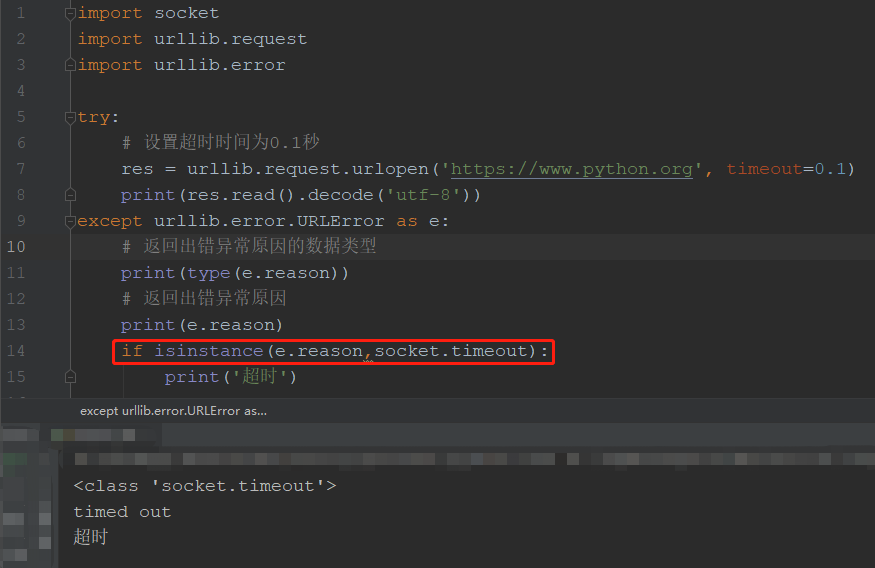 1 import socket
2 import urllib.request
3 import urllib.error
4
5 try:
6 # 设置超时时间为0.1秒
7 res = urllib.request.urlopen('https://www.python.org', timeout=0.1)
8 print(res.read().decode('utf-8'))
9 except urllib.error.URLError as e:
10 # 返回出错异常原因的数据类型
11 print(type(e.reason))
12 # 返回出错异常原因
13 print(e.reason)
14 if isinstance(e.reason,socket.timeout):
15 print('超时')
except urllib.error.URLError as...
<class 'socket.timeout'>
timed out
超时